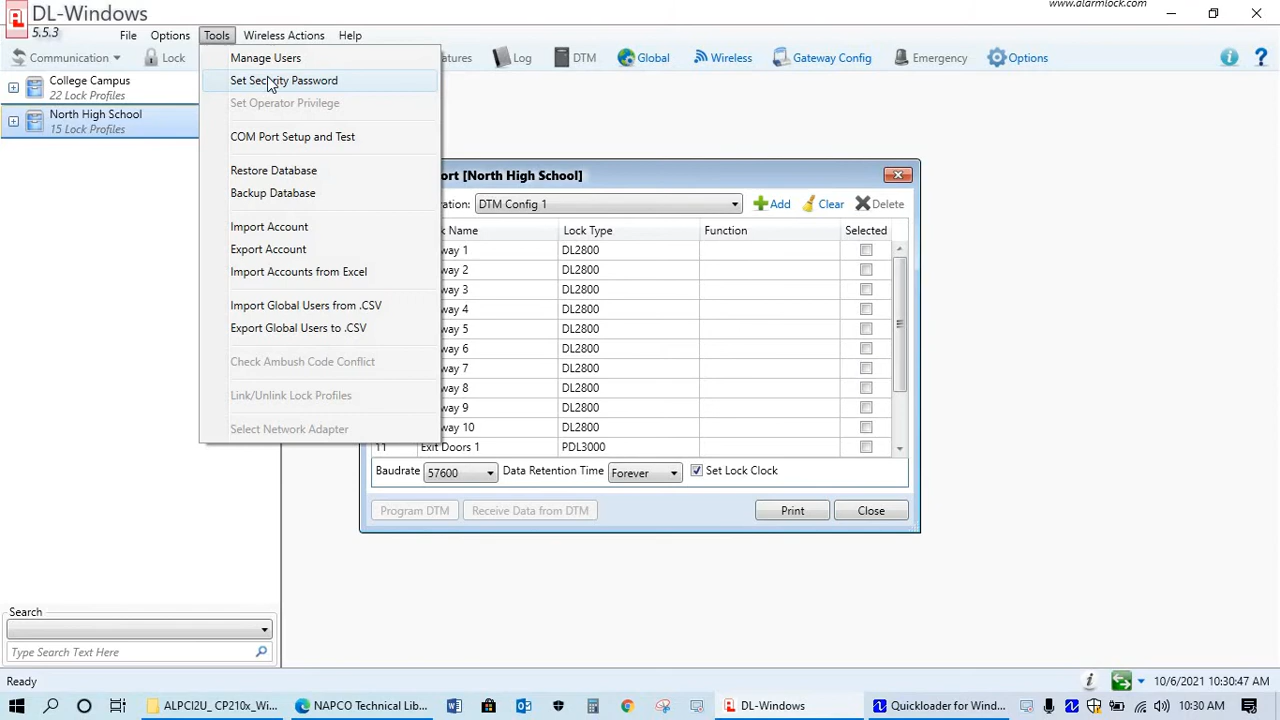 DL-Windows
5.5.3
www.alarmlock.com
File Options Tools Wireless Actions Help
Communication Lock atures Log DTM Global Wireless Gateway Config Emergency Options
College Campus
22 Lock Profiles
North High School
15 Lock Profiles
Manage Users
Set Security Password
Set Operator Privilege
COM Port Setup and Test
Restore Database
Backup Database
Import Account
Export Account
Import Accounts from Excel
Import Global Users from .CSV
Export Global Users to .CSV
Check Ambush Code Conflict
Link/Unlink Lock Profiles
Select Network Adapter
ort [North High School]
ration: DTM Config 1 Add Clear Delete
k Name Lock Type Function Selected
way 1 DL2800
way 2 DL2800
way 3 DL2800
way 4 DL2800
way 5 DL2800
way 6 DL2800
way 7 DL2800
way 8 DL2800
way 9 DL2800
way 10 DL2800
11 Exit Doors 1 PDL3000
Baudrate 57600 Data Retention Time Forever Set Lock Clock
Program DTM Receive Data from DTM Print Close
Search
Type Search Text Here
Ready 10/6/2021 10:30:47 AM
ALPCI2U_ CP210x_Wi... NAPCO Technical Lib... DL-Windows Quickloader for Wind... 10:30 AM